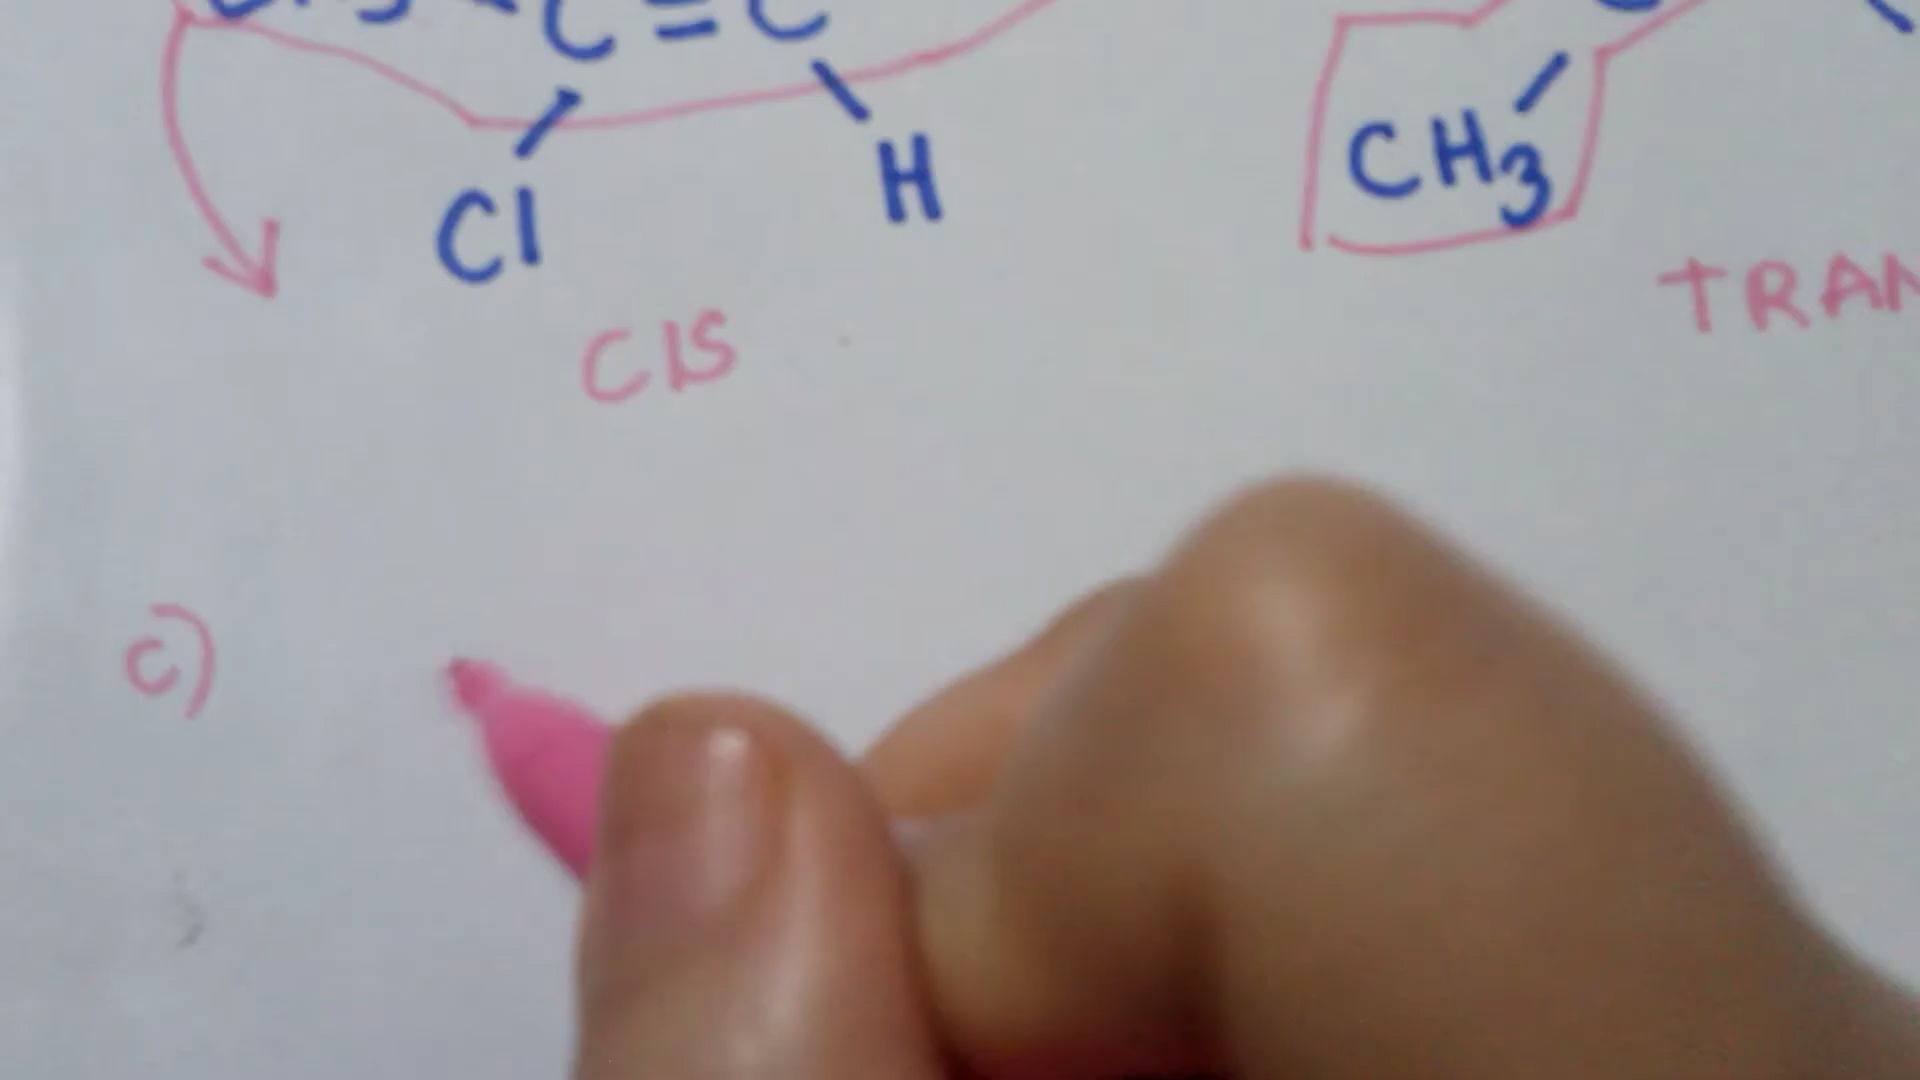 C = C
Cl
H
CH3
CIS
TRAN
c)